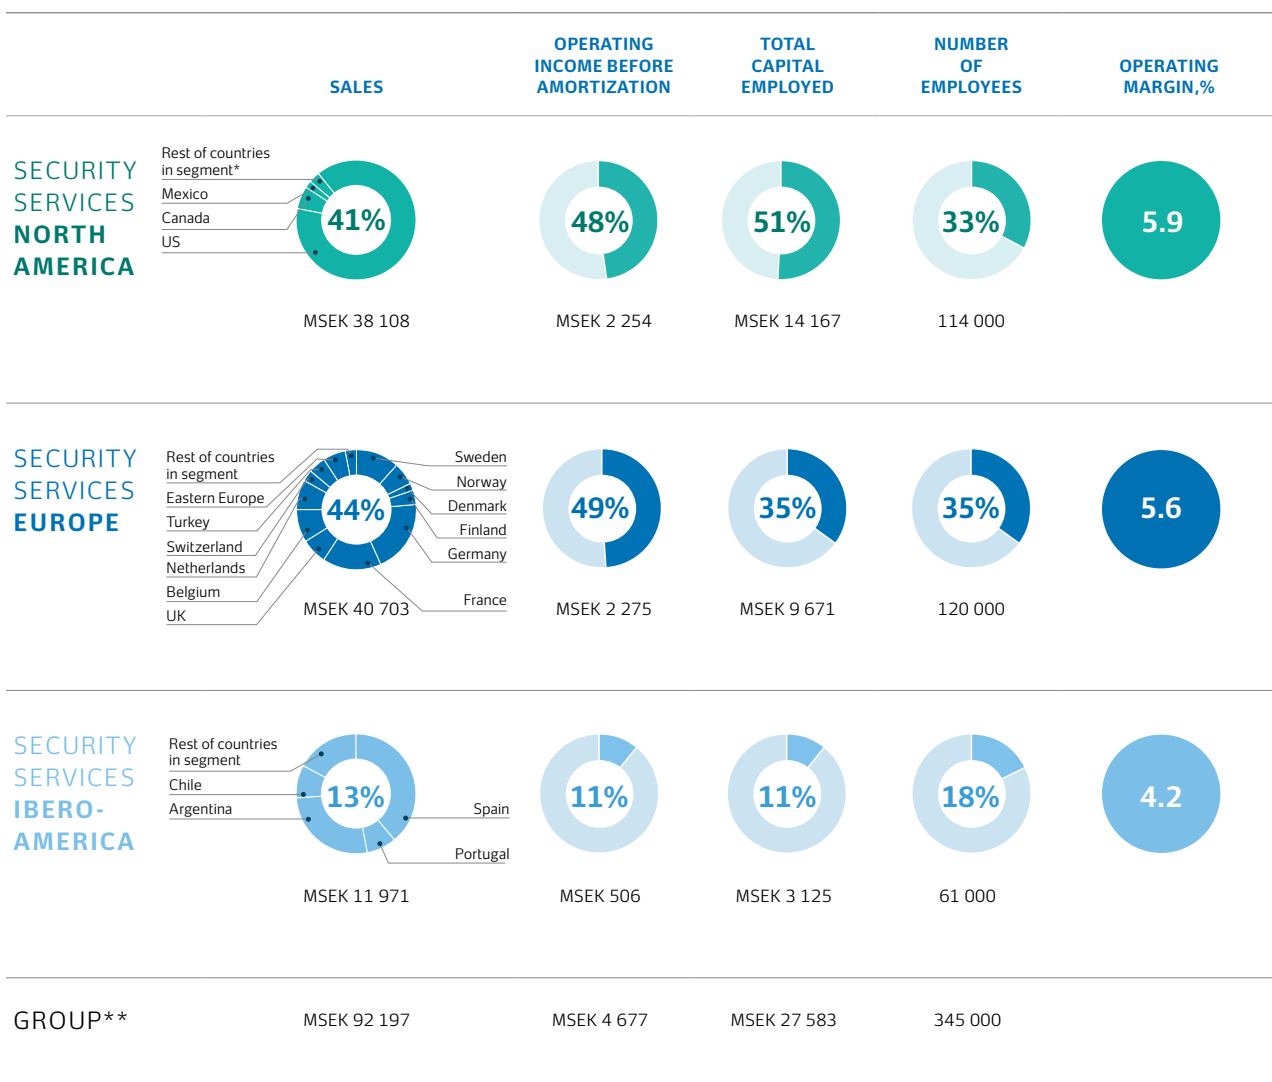 SALES
OPERATING
INCOME BEFORE
AMORTIZATION
TOTAL
CAPITAL
EMPLOYED
NUMBER
OF
EMPLOYEES
OPERATING
MARGIN,%
SECURITY
SERVICES
NORTH
AMERICA
Rest of countries
in segment*
Mexico
Canada
US
41%
MSEK 38 108
48%
MSEK 2 254
51%
MSEK 14 167
33%
114 000
5.9
SECURITY
SERVICES
EUROPE
Rest of countries
in segment
Eastern Europe
Turkey
Switzerland
Netherlands
Belgium
UK
44%
Sweden
Norway
Denmark
Finland
Germany
France
MSEK 40 703
49%
MSEK 2 275
35%
MSEK 9 671
35%
120 000
5.6
SECURITY
SERVICES
IBERO-
AMERICA
Rest of countries
in segment
Chile
Argentina
13%
Spain
Portugal
MSEK 11 971
11%
MSEK 506
11%
MSEK 3 125
18%
61 000
4.2
GROUP**
MSEK 92 197
MSEK 4 677
MSEK 27 583
345 000